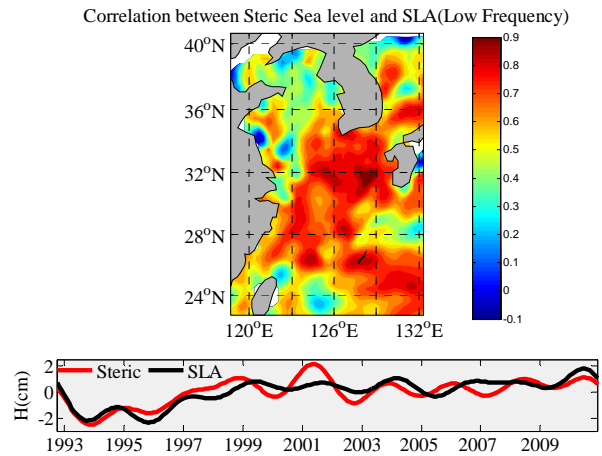 Correlation between Steric Sea level and SLA(Low Frequency)
40°N
36°N
32°N
28°N
24°N
120°E 126°E 132°E
0.9
0.8
0.7
0.6
0.5
0.4
0.3
0.2
0.1
0
-0.1
H(cm)
2
0
-2
Steric SLA
1993 1995 1997 1999 2001 2003 2005 2007 2009